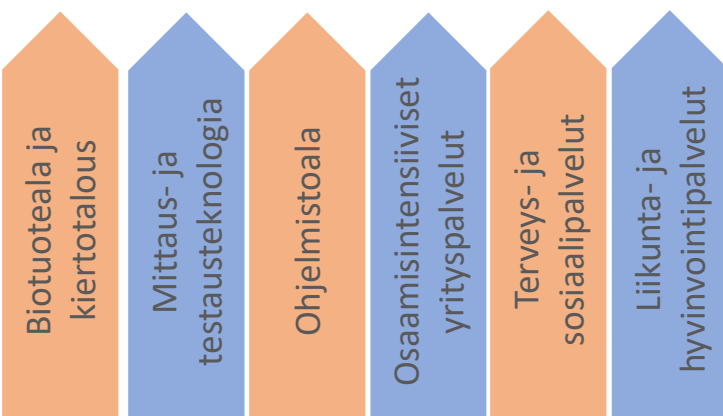 Biotuoteala ja
kiertotalous
Mittaus- ja
testausteknologia
Ohjelmistoala
Osaamisintensiiviset
yrityspalvelut
Terveys- ja
sosiaalipalvelut
Liikunta- ja
hyvinvointipalvelut